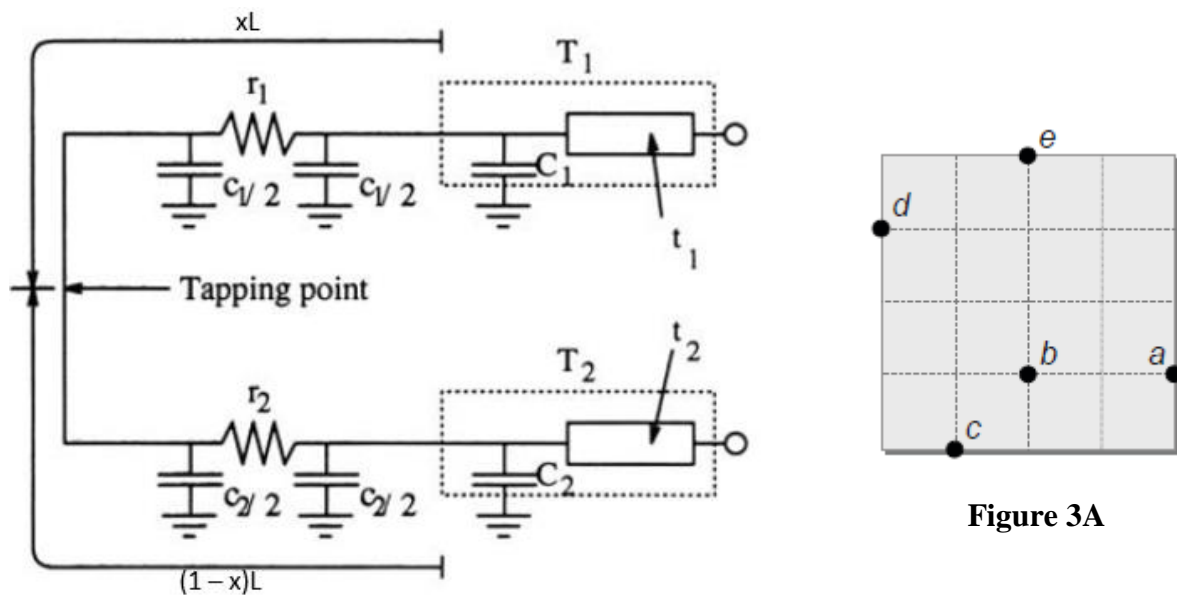 xL
T1
r1
c1/2
c1/2
C1
t1
Tapping point
t2
T2
r2
c2/2
c2/2
C2
(1 – x)L
e
d
b
a
c
Figure 3A